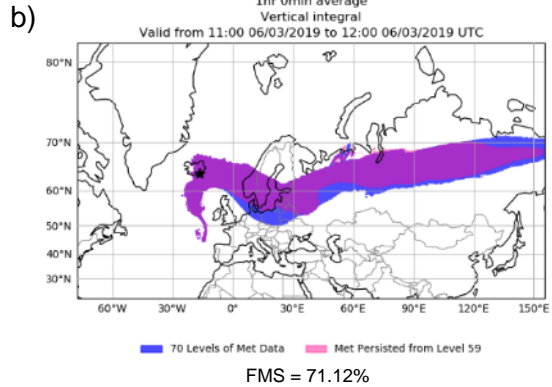 b)
1hr 0min average
Vertical integral
Valid from 11:00 06/03/2019 to 12:00 06/03/2019 UTC
80°N
70°N
60°N
50°N
40°N
30°N
60°W 30°W 0° 30°E 60°E 90°E 120°E 150°E
70 Levels of Met Data Met Persisted from Level 59
FMS = 71.12%